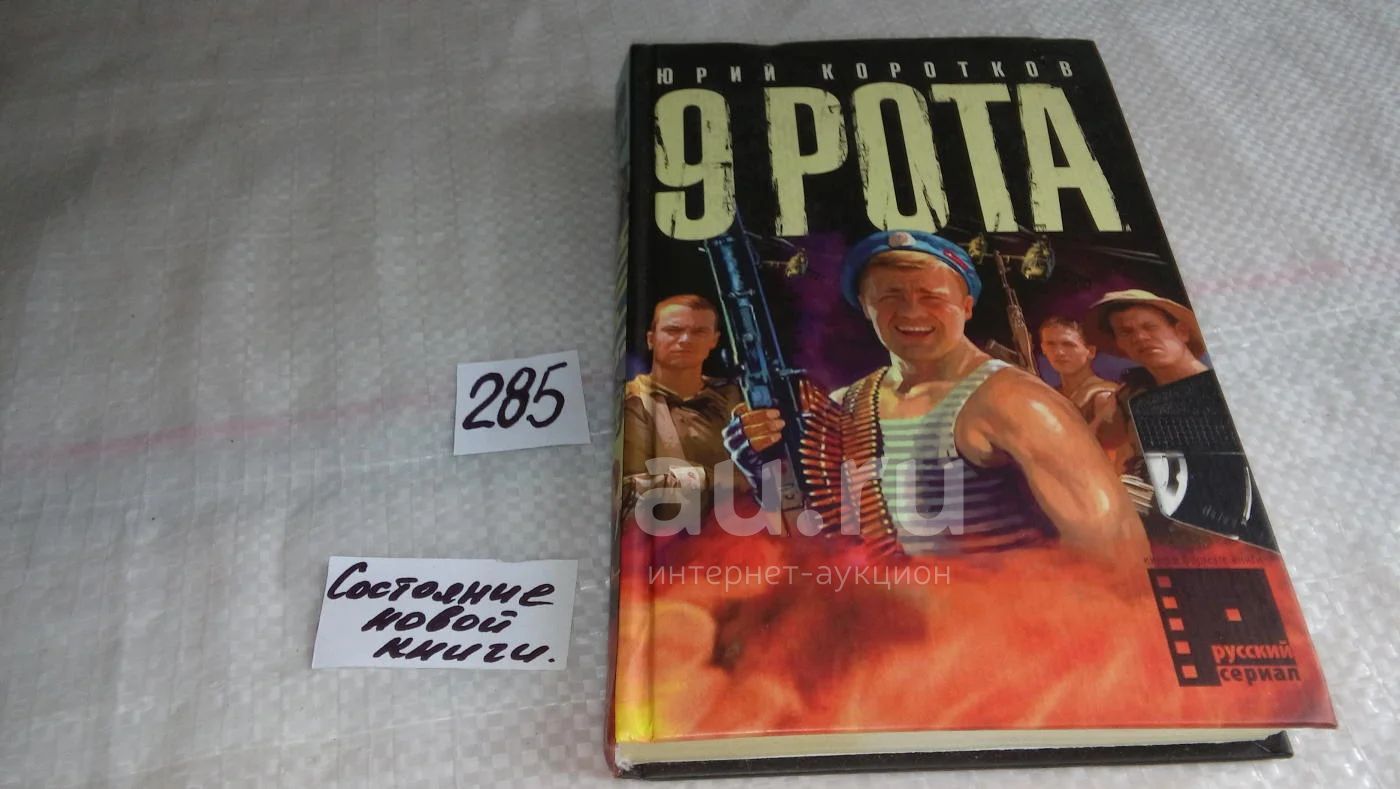 ЮРИЙ КОРОТКОВ
9 РОТА
285
au.ru
интернет-аукцион
Состояние
новой
книги.
русский
сериал